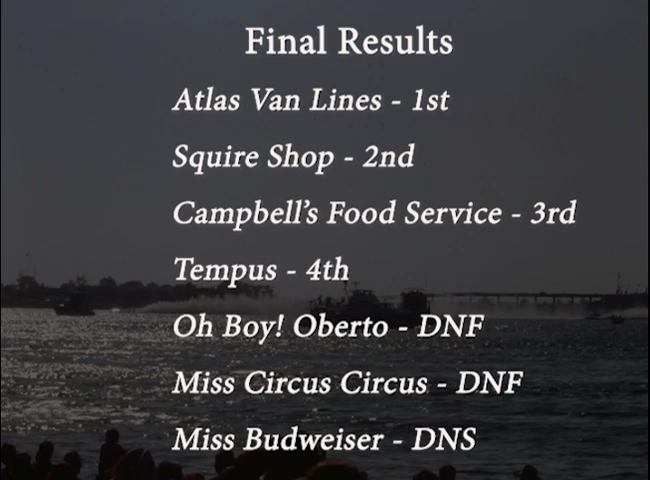 Final Results
Atlas Van Lines - 1st
Squire Shop - 2nd
Campbell's Food Service - 3rd
Tempus - 4th
Oh Boy! Oberto - DNF
Miss Circus Circus - DNF
Miss Budweiser - DNS